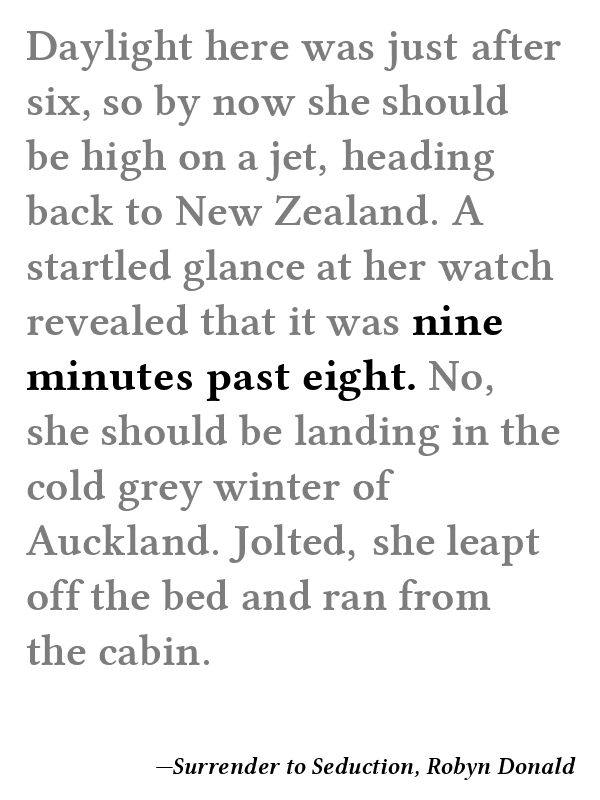 Daylight here was just after
six, so by now she should
be high on a jet, heading
back to New Zealand. A
startled glance at her watch
revealed that it was nine
minutes past eight. No,
she should be landing in the
cold grey winter of
Auckland. Jolted, she leapt
off the bed and ran from
the cabin.
—Surrender to Seduction, Robyn Donald